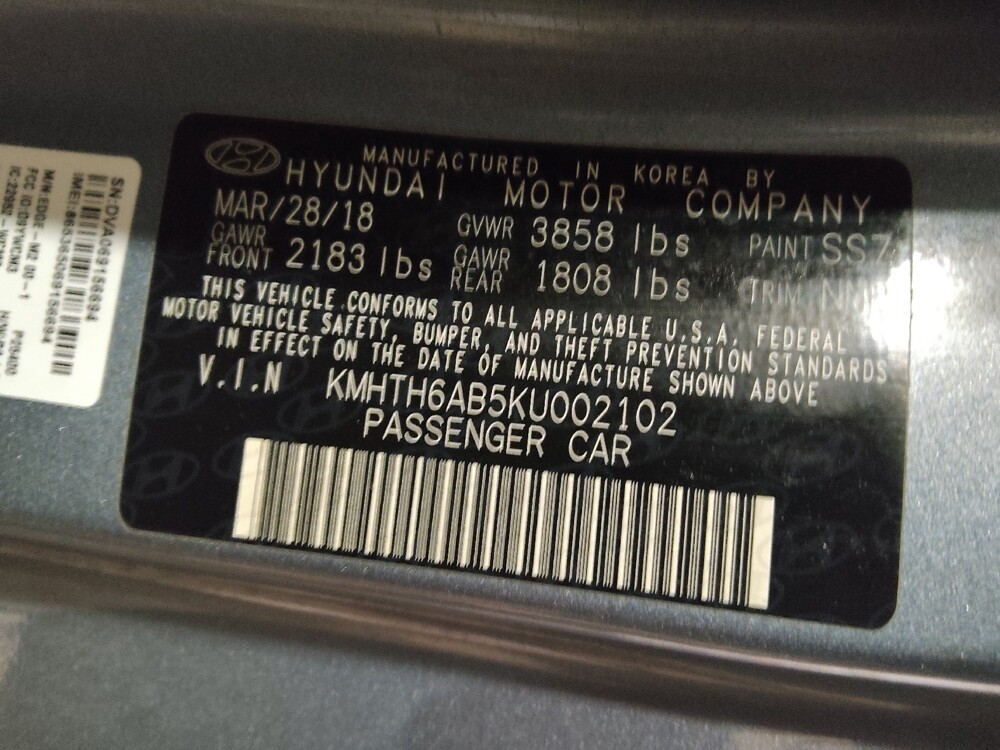 MANUFACTURED IN KOREA BY
HYUNDAI MOTOR COMPANY
MAR/28/18 GVWR 3858 lbs PAINT SS7
GAWR FRONT 2183 lbs GAWR REAR 1808 lbs TRIM
THIS VEHICLE CONFORMS TO ALL APPLICABLE U.S.A. FEDERAL
MOTOR VEHICLE SAFETY, BUMPER, AND THEFT PREVENTION STANDARDS
IN EFFECT ON THE DATE OF MANUFACTURE SHOWN ABOVE
V.I.N KMHTH6AB5KU002102
PASSENGER CAR